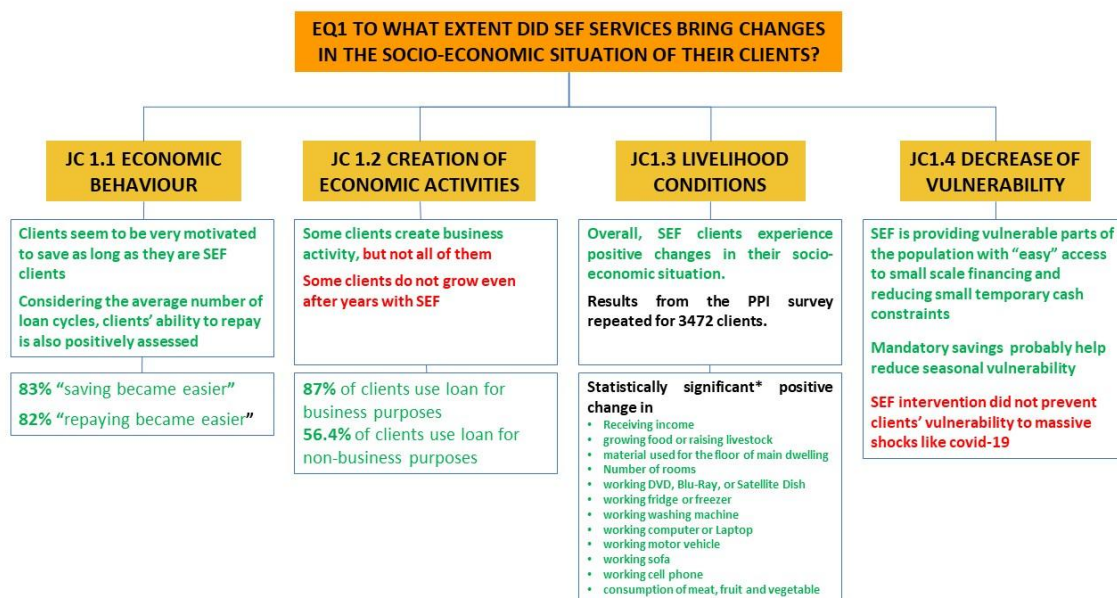 EQ1 TO WHAT EXTENT DID SEF SERVICES BRING CHANGES
IN THE SOCIO-ECONOMIC SITUATION OF THEIR CLIENTS?
JC 1.1 ECONOMIC
BEHAVIOUR
Clients seem to be very motivated
to save as long as they are SEF
clients
Considering the average number of
loan cycles, clients' ability to repay
is also positively assessed
83% "saving became easier"
82% "repaying became easier"
JC 1.2 CREATION OF
ECONOMIC ACTIVITIES
Some clients create business
activity, but not all of them
Some clients do not grow even
after years with SEF
87% of clients use loan for
business purposes
56.4% of clients use loan for
non-business purposes
JC1.3 LIVELIHOOD
CONDITIONS
Overall, SEF clients experience
positive changes in their socio-
economic situation.
Results from the PPI survey
repeated for 3472 clients.
Statistically significant* positive
change in
• Receiving income
• growing food or raising livestock
• material used for the floor of main dwelling
• Number of rooms
• working DVD, Blu-Ray, or Satellite Dish
• working fridge or freezer
• working washing machine
• working computer or Laptop
• working motor vehicle
• working sofa
• working cell phone
• consumption of meat, fruit and vegetable
JC1.4 DECREASE OF
VULNERABILITY
SEF is providing vulnerable parts of
the population with "easy" access
to small scale financing and
reducing small temporary cash
constraints
Mandatory savings probably help
reduce seasonal vulnerability
SEF intervention did not prevent
clients' vulnerability to massive
shocks like covid-19